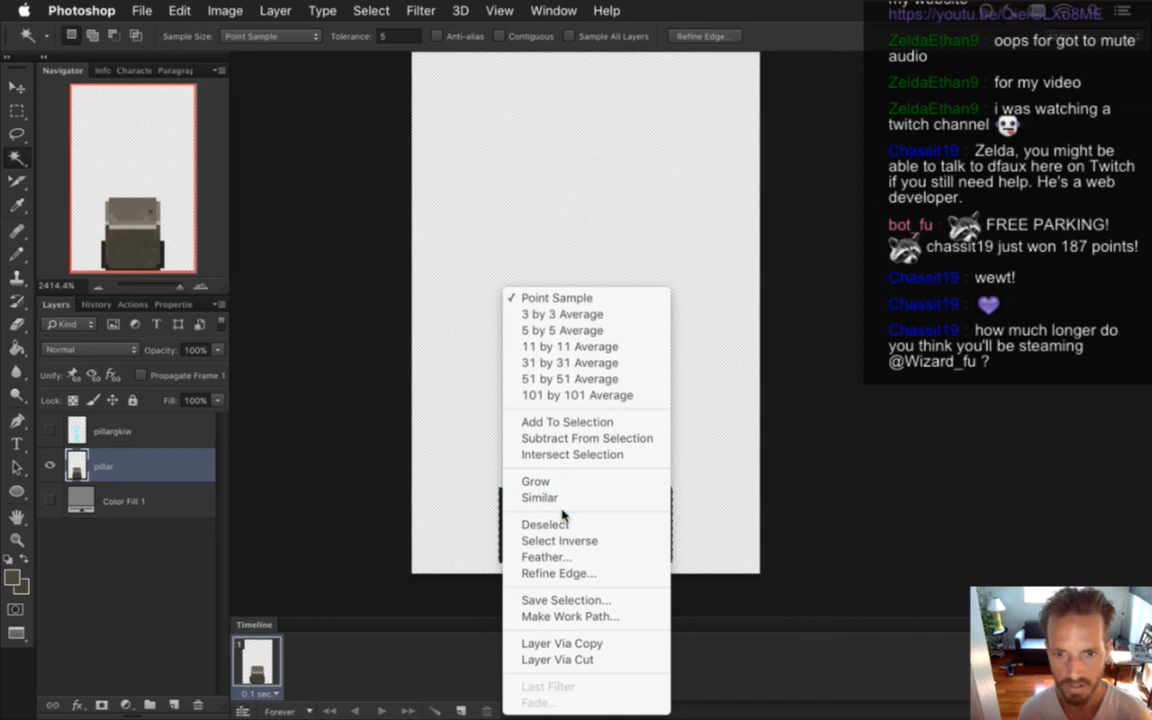 Photoshop File Edit Image Layer Type Select Filter 3D View Window Help
Sample Size: Point Sample Tolerance: 5 Anti-alias Contiguous Sample All Layers Refine Edge...
Navigator Info Characte Paragraj
2414.4%
Layers History Actions Propertie
Kind
Normal Opacity: 100%
Unify: Propagate Frame 1
Lock: Fill: 100%
pillargkiw
pillar
Color Fill 1
Point Sample
3 by 3 Average
5 by 5 Average
11 by 11 Average
31 by 31 Average
51 by 51 Average
101 by 101 Average
Add To Selection
Subtract From Selection
Intersect Selection
Grow
Similar
Deselect
Select Inverse
Feather...
Refine Edge...
Save Selection...
Make Work Path...
Layer Via Copy
Layer Via Cut
Last Filter
Fade...
Timeline
1
0.1 sec.
Forever
my website
ZeldaEthan9 : oops for got to mute
audio
ZeldaEthan9 : for my video
ZeldaEthan9 : i was watching a
twitch channel
Chassit19 : Zelda, you might be
able to talk to dfaux here on Twitch
if you still need help. He's a web
developer.
bot_fu : FREE PARKING!
chassit19 just won 187 points!
Chassit19 : wewt!
Chassit19 :
Chassit19 : how much longer do
you think you'll be steaming
@Wizard_fu ?